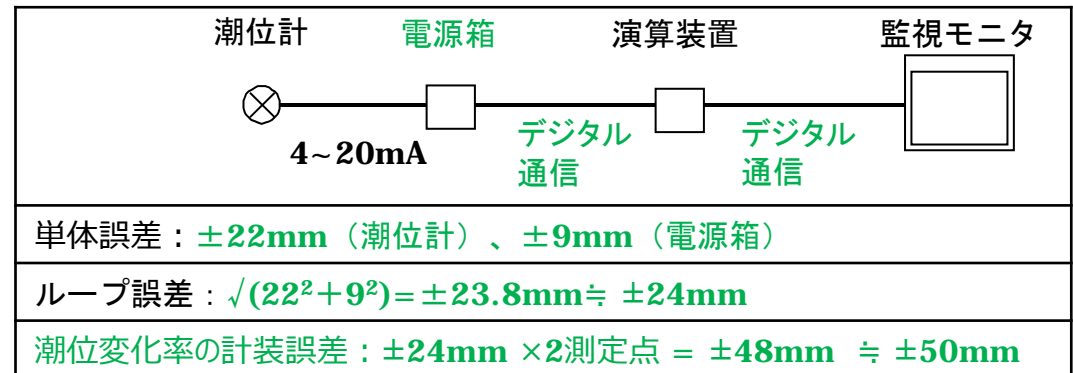 潮位計 電源箱 演算装置 監視モニタ
4~20mA
デジタル通信
デジタル通信
単体誤差：±22mm（潮位計）、±9mm（電源箱）
ループ誤差：√(22²+9²)=±23.8mm≒ ±24mm
潮位変化率の計装誤差：±24mm ×2測定点 = ±48mm ≒ ±50mm